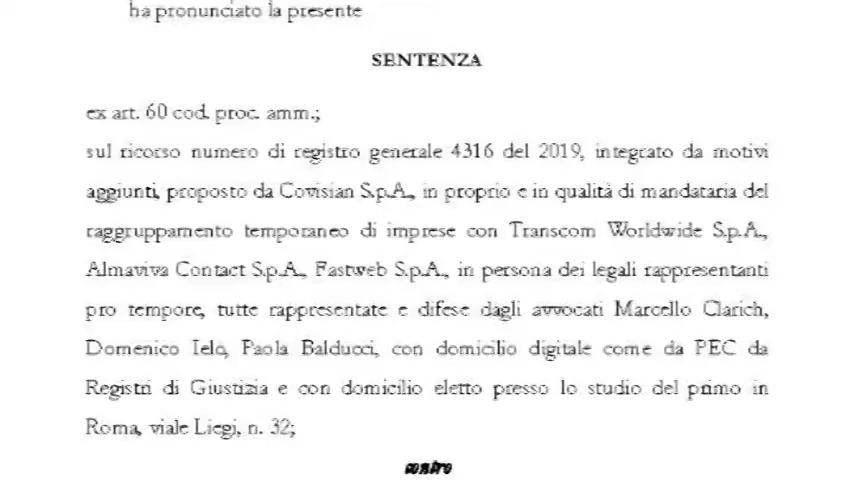 ha pronunciato la presente
SENTENZA
ex art. 60 cod. proc. amm.;
sul ricorso numero di registro generale 4316 del 2019, integrato da motivi
aggiunti, proposto da Covisian S.p.A., in proprio e in qualità di mandataria del
raggruppamento temporaneo di imprese con Transcom Worldwide S.p.A.,
Almaviva Contact S.p.A., Fastweb S.p.A., in persona dei legali rappresentanti
pro tempore, tutte rappresentate e difese dagli avvocati Marcello Clarich,
Domenico Ielo, Paola Balducci, con domicilio digitale come da PEC da
Registri di Giustizia e con domicilio eletto presso lo studio del primo in
Roma, viale Liegi, n. 32;
contro